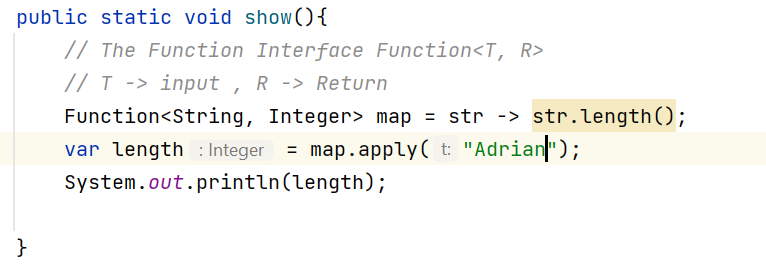 public static void show(){
// The Function Interface Function<T, R>
// T -> input , R -> Return
Function<String, Integer> map = str -> str.length();
var length : Integer = map.apply( t: "Adrian");
System.out.println(length);
}